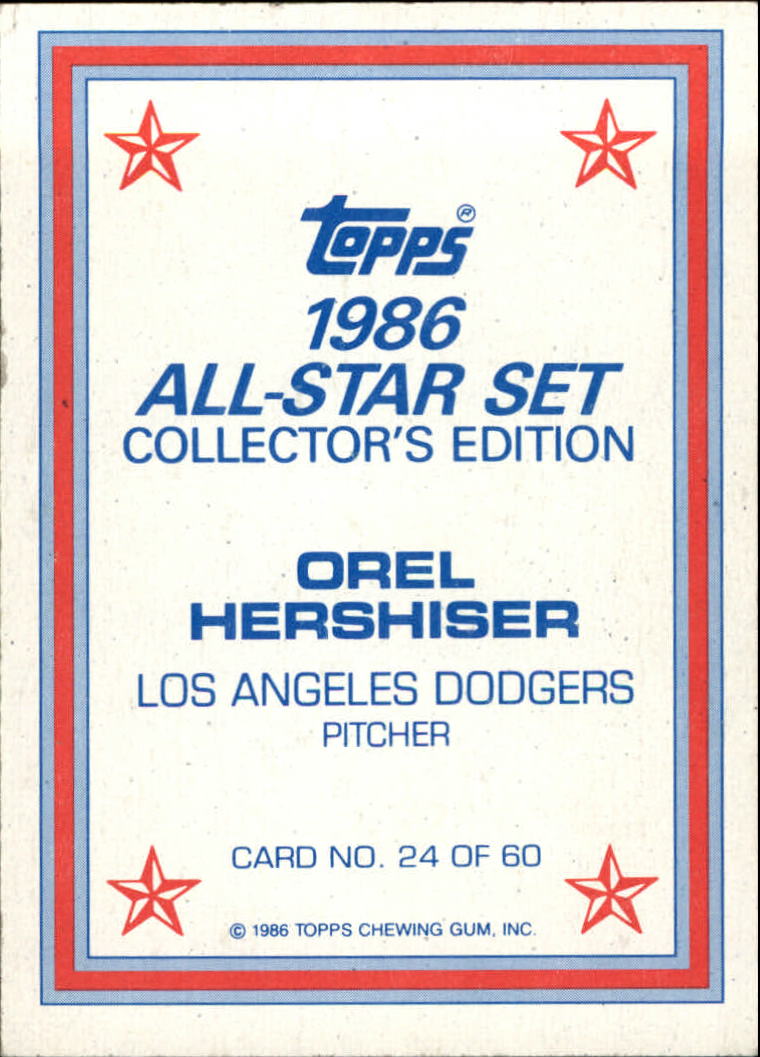 Topps®
1986
ALL-STAR SET
COLLECTOR'S EDITION
OREL
HERSHISER
LOS ANGELES DODGERS
PITCHER
CARD NO. 24 OF 60
© 1986 TOPPS CHEWING GUM, INC.